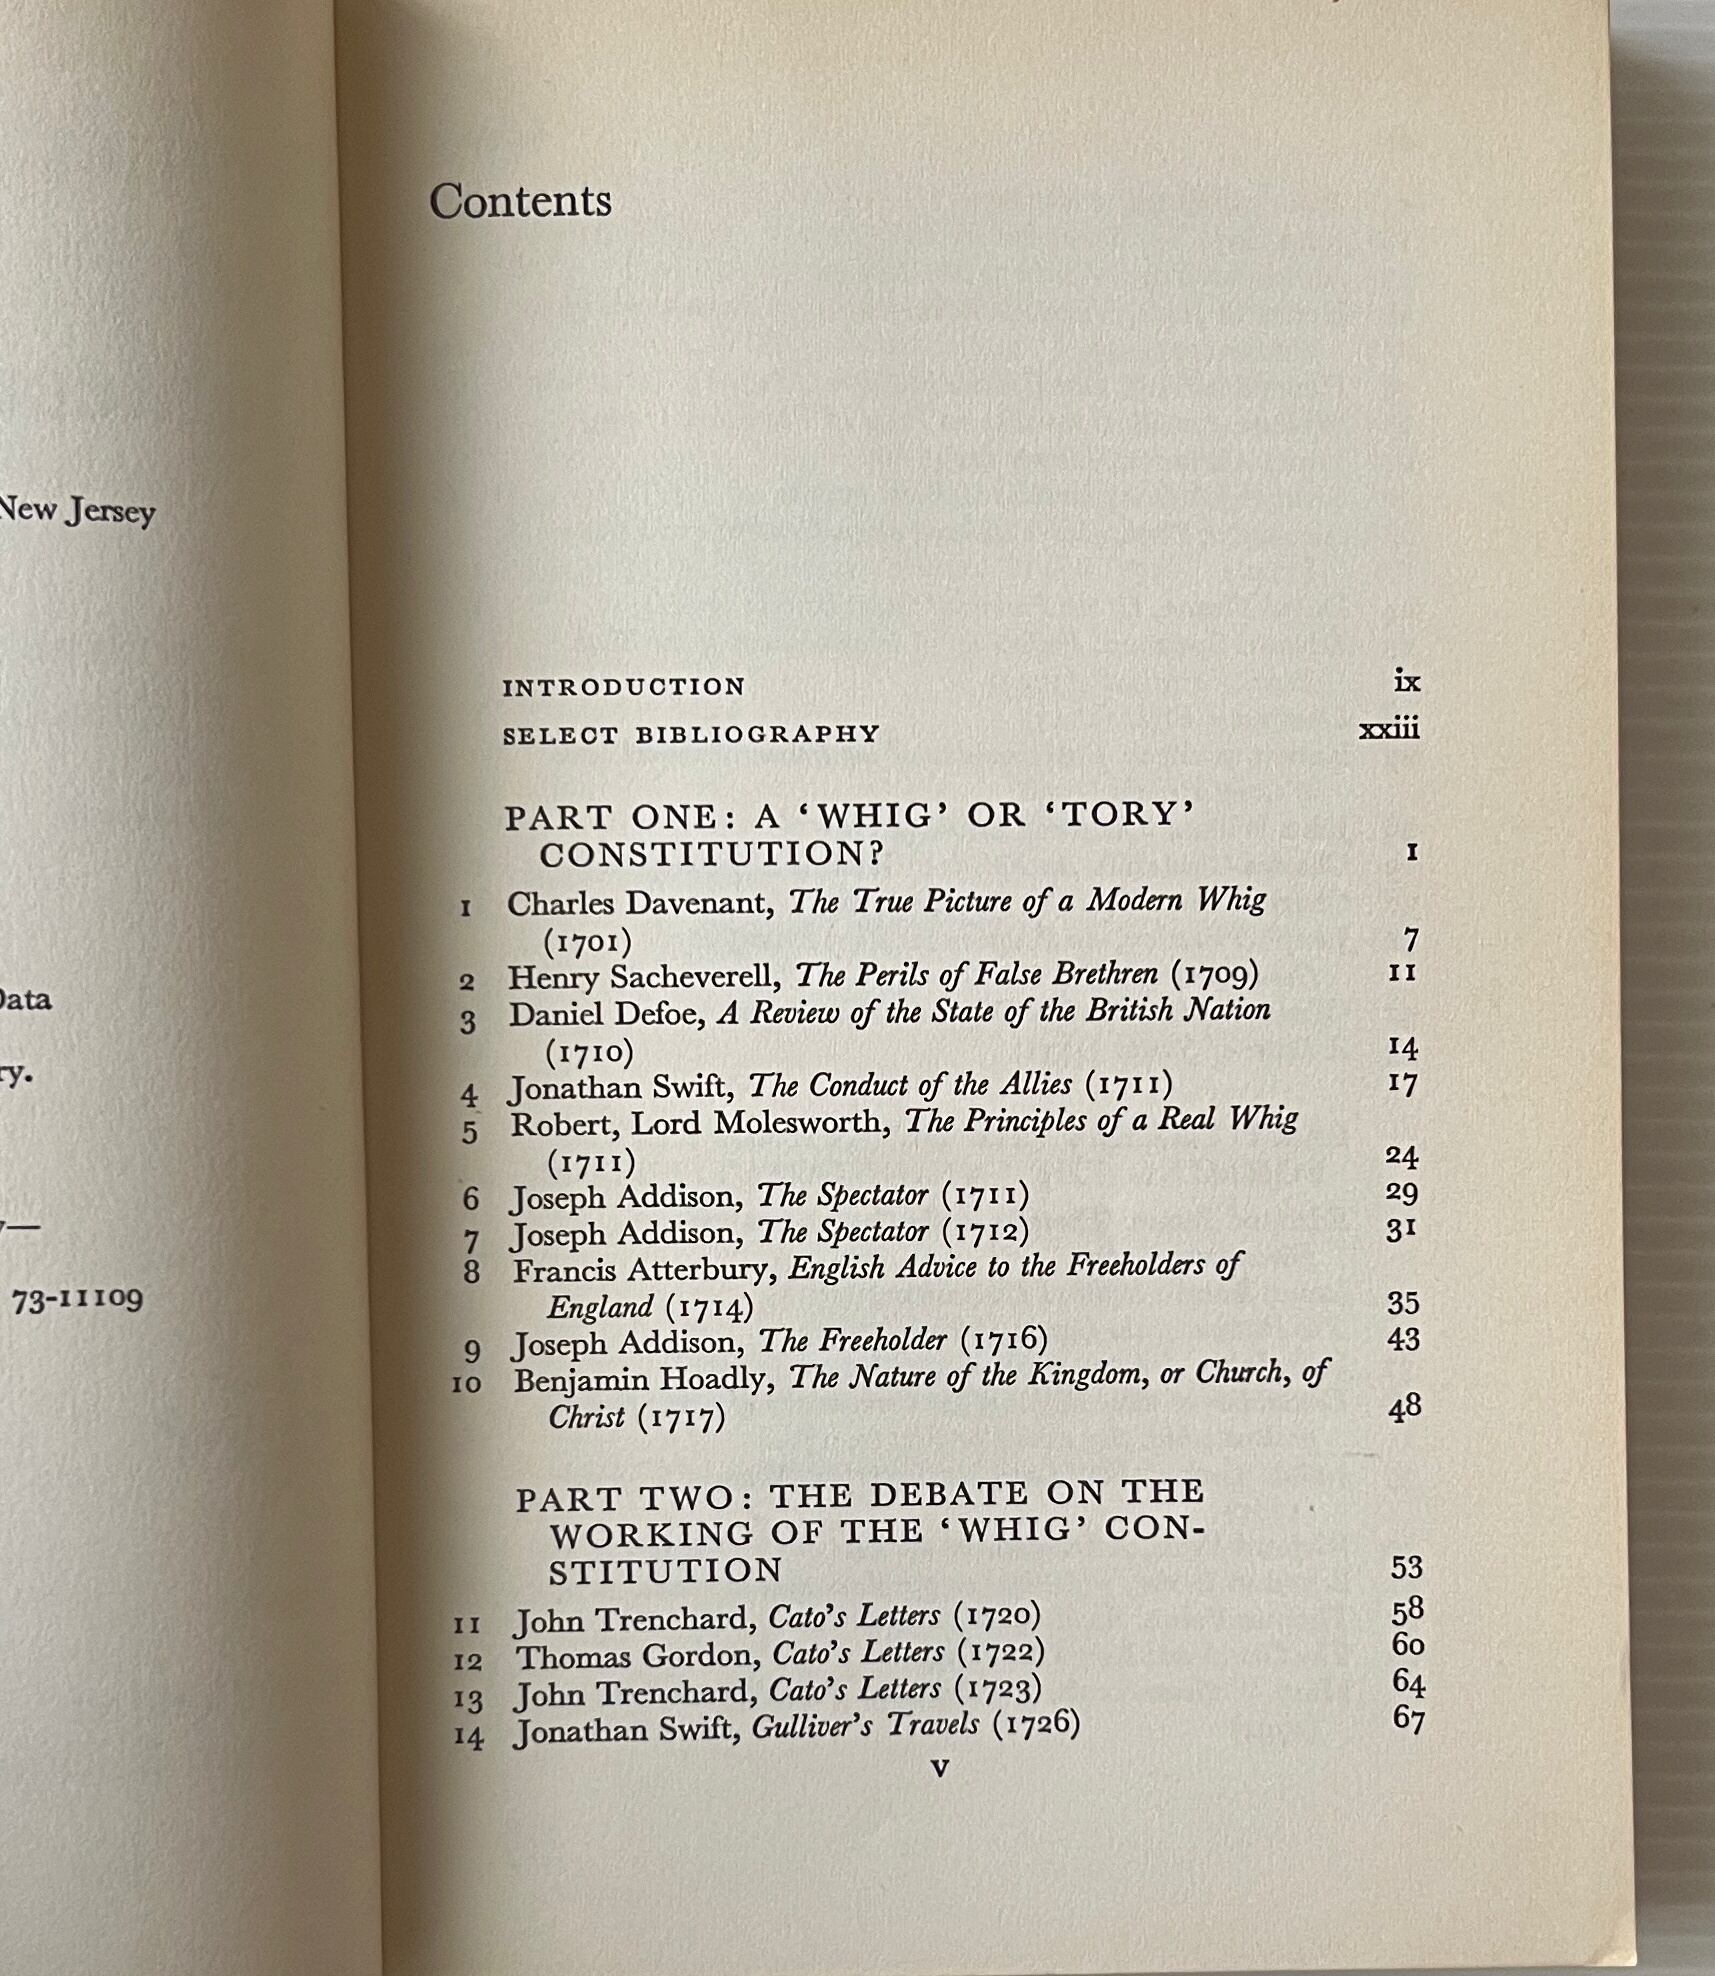 New Jersey
Data
ry.
y—
73-11109
Contents
INTRODUCTION ix
SELECT BIBLIOGRAPHY xxiii
PART ONE: A ‘WHIG’ OR ‘TORY’
CONSTITUTION? 1
1 Charles Davenant, The True Picture of a Modern Whig
(1701) 7
2 Henry Sacheverell, The Perils of False Brethren (1709) 11
3 Daniel Defoe, A Review of the State of the British Nation
(1710) 14
4 Jonathan Swift, The Conduct of the Allies (1711) 17
5 Robert, Lord Molesworth, The Principles of a Real Whig
(1711) 24
6 Joseph Addison, The Spectator (1711) 29
7 Joseph Addison, The Spectator (1712) 31
8 Francis Atterbury, English Advice to the Freeholders of
England (1714) 35
9 Joseph Addison, The Freeholder (1716) 43
10 Benjamin Hoadly, The Nature of the Kingdom, or Church, of
Christ (1717) 48
PART TWO: THE DEBATE ON THE
WORKING OF THE ‘WHIG’ CON-
STITUTION 53
11 John Trenchard, Cato’s Letters (1720) 58
12 Thomas Gordon, Cato’s Letters (1722) 60
13 John Trenchard, Cato’s Letters (1723) 64
14 Jonathan Swift, Gulliver’s Travels (1726) 67
v